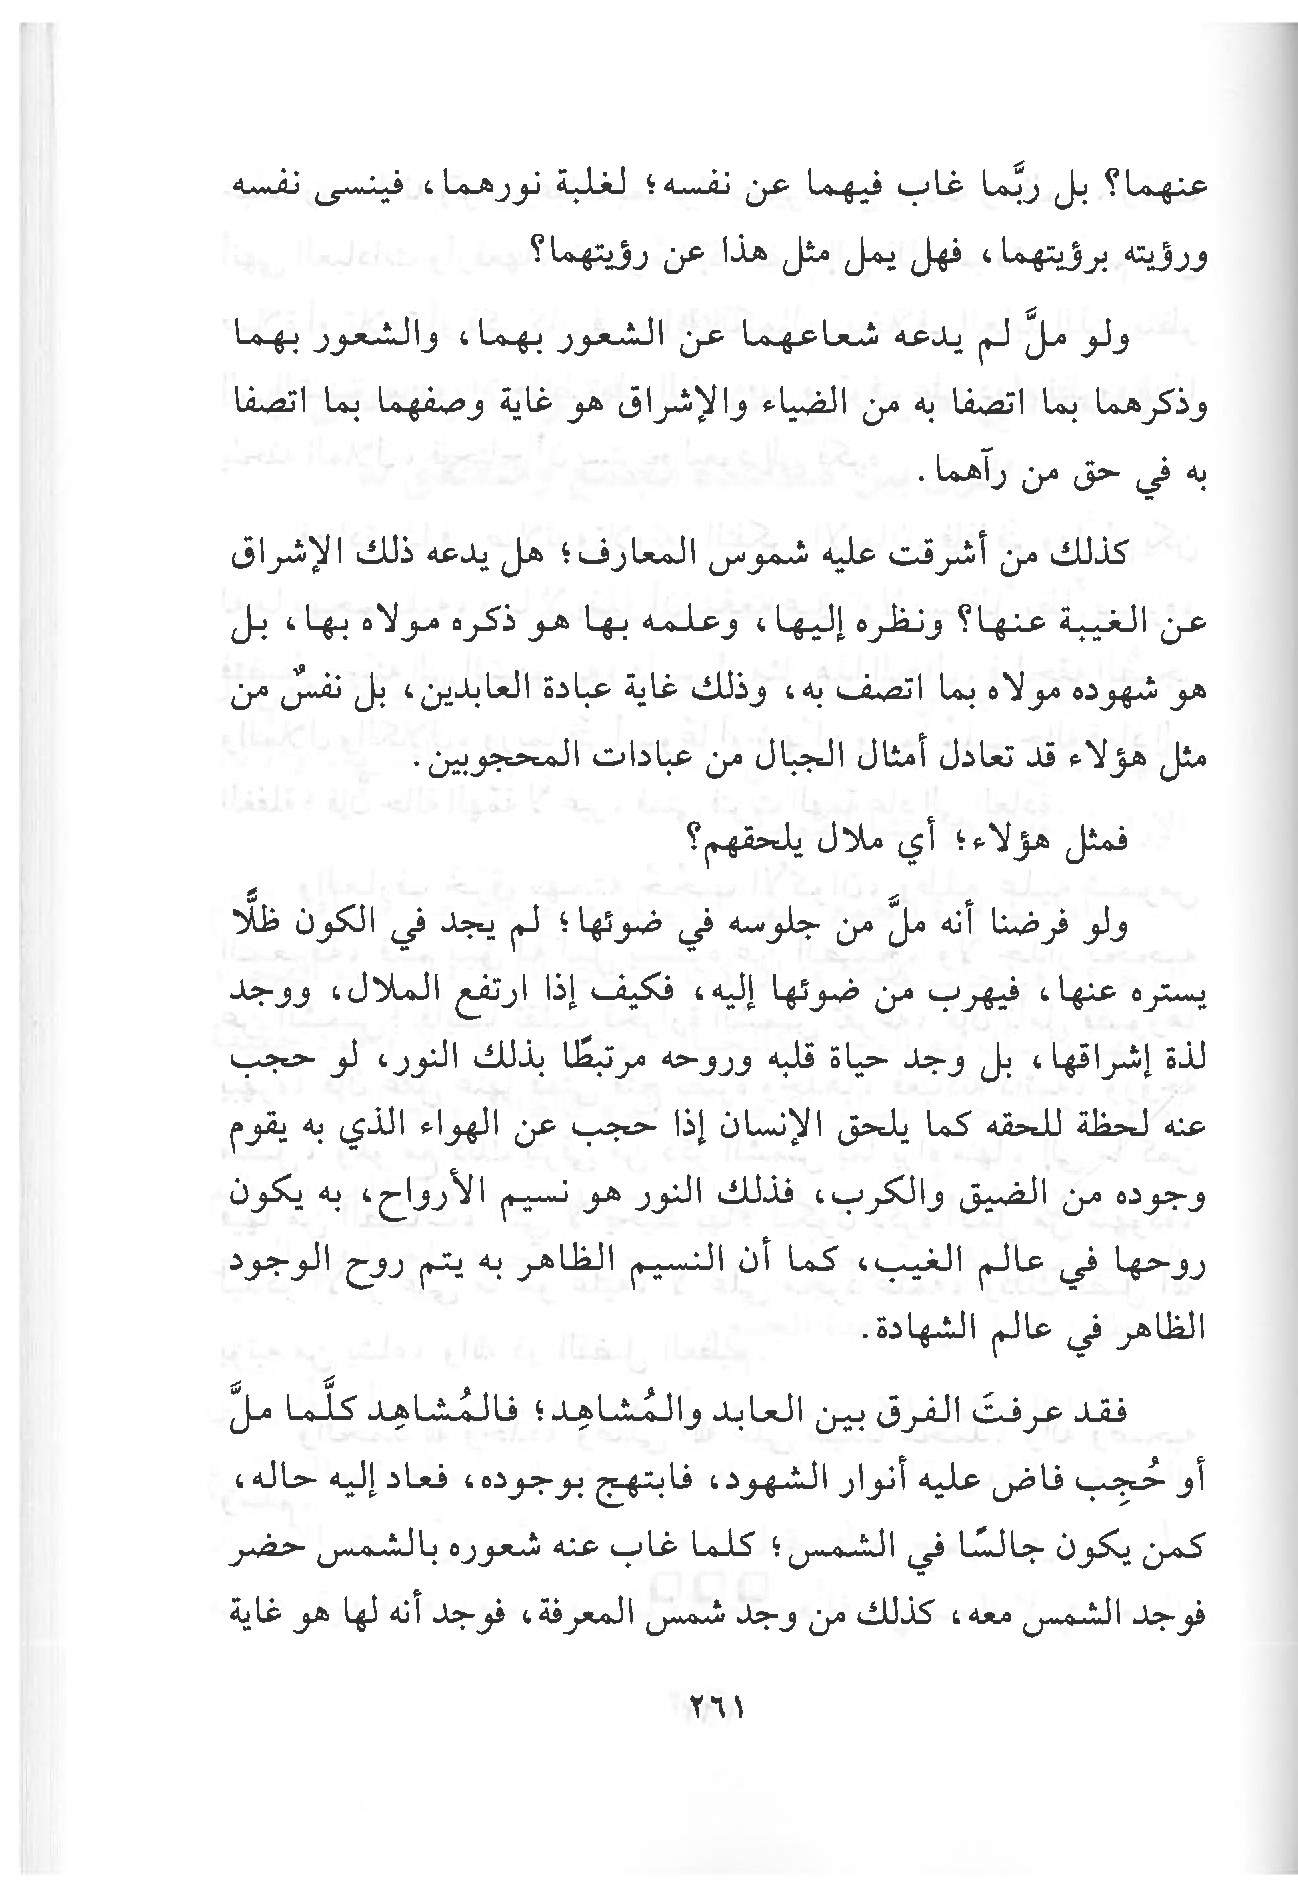 عنهما؟ بل ربَّما غاب فيهما عن نفسه؛ لغلبة نورهما، فينسى نفسه
ورؤيته برؤيتهما، فهل يمل مثل هذا عن رؤيتهما؟
ولو ملَّ لم يدعه شعاعهما عن الشعور بهما، والشعور بهما
وذكرهما بما اتصفا به من الضياء والإشراق هو غاية وصفهما بما اتصفا
به في حق من رآهما.
كذلك من أشرقت عليه شموس المعارف؛ هل يدعه ذلك الإشراق
عن الغيبة عنها؟ ونظره إليها، وعلمه بها هو ذكره مولاه بها، بل
هو شهوده مولاه بما اتصف به، وذلك غاية عبادة العابدين، بل نفسٌ من
مثل هؤلاء قد تعادل أمثال الجبال من عبادات المحجوبين.
فمثل هؤلاء؛ أي ملال يلحقهم؟
ولو فرضنا أنه ملَّ من جلوسه في ضوئها؛ لم يجد في الكون ظلًّا
يستره عنها، فيهرب من ضوئها إليه، فكيف إذا ارتفع الملال، ووجد
لذة إشراقها، بل وجد حياة قلبه وروحه مرتبطًا بذلك النور، لو حجب
عنه لحظة للحقه كما يلحق الإنسان إذا حجب عن الهواء الذي به يقوم
وجوده من الضيق والكرب، فذلك النور هو نسيم الأرواح، به يكون
روحها في عالم الغيب، كما أن النسيم الظاهر به يتم روح الوجود
الظاهر في عالم الشهادة.
فقد عرفتَ الفرق بين العابد والمُشاهِد؛ فالمُشاهِد كلَّما ملَّ
أو حُجِب فاض عليه أنوار الشهود، فابتهج بوجوده، فعاد إليه حاله،
كمن يكون جالسًا في الشمس؛ كلما غاب عنه شعوره بالشمس حضر
فوجد الشمس معه، كذلك من وجد شمس المعرفة، فوجد أنه لها هو غاية
٢٦١